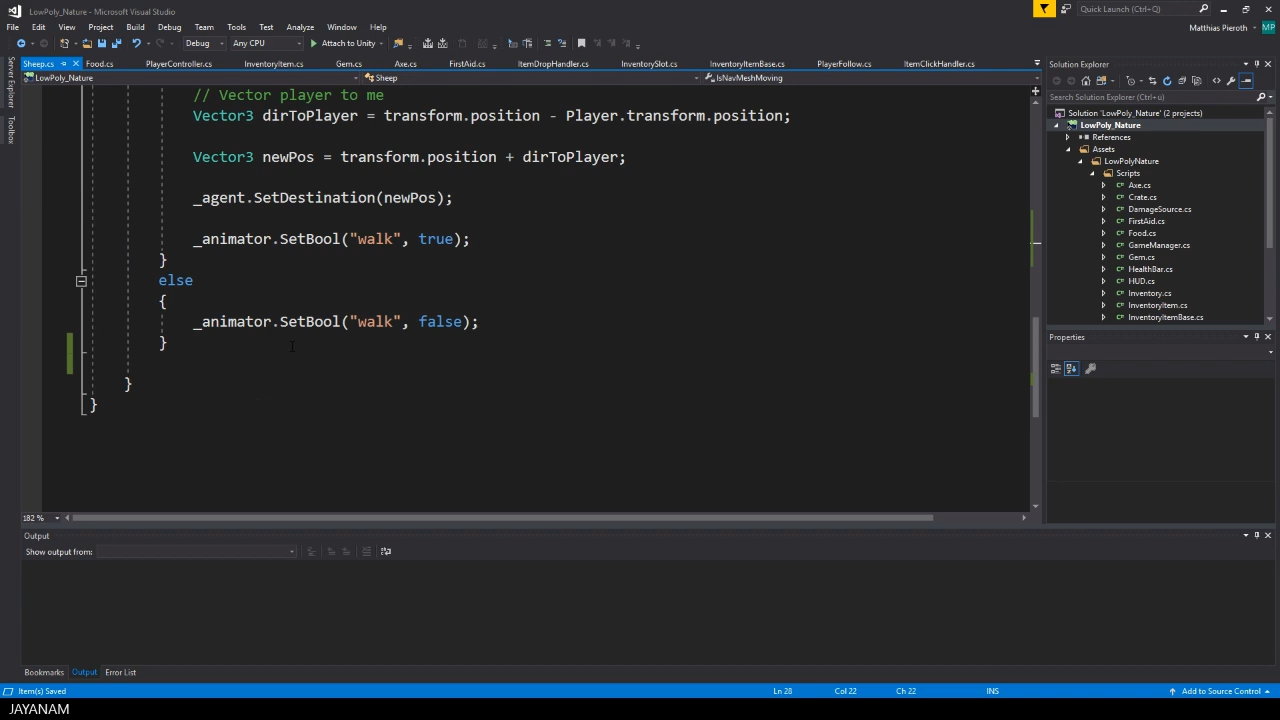 LowPoly_Nature - Microsoft Visual Studio
Quick Launch (Ctrl+Q)
File Edit View Project Build Debug Team Tools Test Analyze Window Help
Matthias Pieroth MP
Debug Any CPU Attach to Unity
Sheep.cs Food.cs PlayerController.cs InventoryItem.cs Gem.cs Axe.cs FirstAid.cs ItemDropHandler.cs InventorySlot.cs InventoryItemBase.cs PlayerFollow.cs ItemClickHandler.cs
LowPoly_Nature Sheep IsNavMeshMoving
Server Explorer
Toolbox
// Vector player to me
Vector3 dirToPlayer = transform.position - Player.transform.position;
Vector3 newPos = transform.position + dirToPlayer;
_agent.SetDestination(newPos);
_animator.SetBool("walk", true);
}
else
{
_animator.SetBool("walk", false);
}
}
}
182 %
Solution Explorer
Search Solution Explorer (Ctrl+ü)
Solution 'LowPoly_Nature' (2 projects)
LowPoly_Nature
References
Assets
LowPolyNature
Scripts
Axe.cs
Crate.cs
DamageSource.cs
FirstAid.cs
Food.cs
GameManager.cs
Gem.cs
HealthBar.cs
HUD.cs
Inventory.cs
InventoryItem.cs
InventoryItemBase.cs
Properties
Output
Show output from:
Bookmarks Output Error List
Item(s) Saved Ln 28 Col 22 Ch 22 INS Add to Source Control
JAYANAM